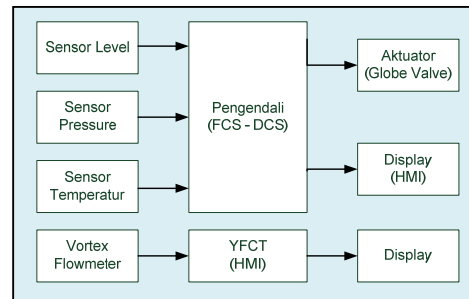 Sensor Level
Sensor
Pressure
Sensor
Temperatur
Vortex
Flowmeter
Pengendali
(FCS - DCS)
YFCT
(HMI)
Aktuator
(Globe Valve)
Display
(HMI)
Display